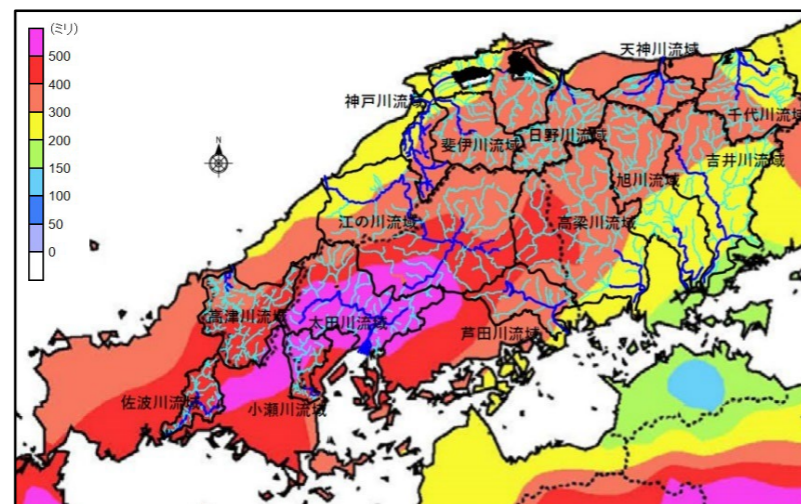 (ミリ)
500
400
300
200
150
100
50
0
N
天神川流域
千代川流域
神戸川流域
斐伊川流域
日野川流域
旭川流域
吉井川流域
江の川流域
高梁川流域
高津川流域
太田川流域
芦田川流域
佐波川流域
小瀬川流域